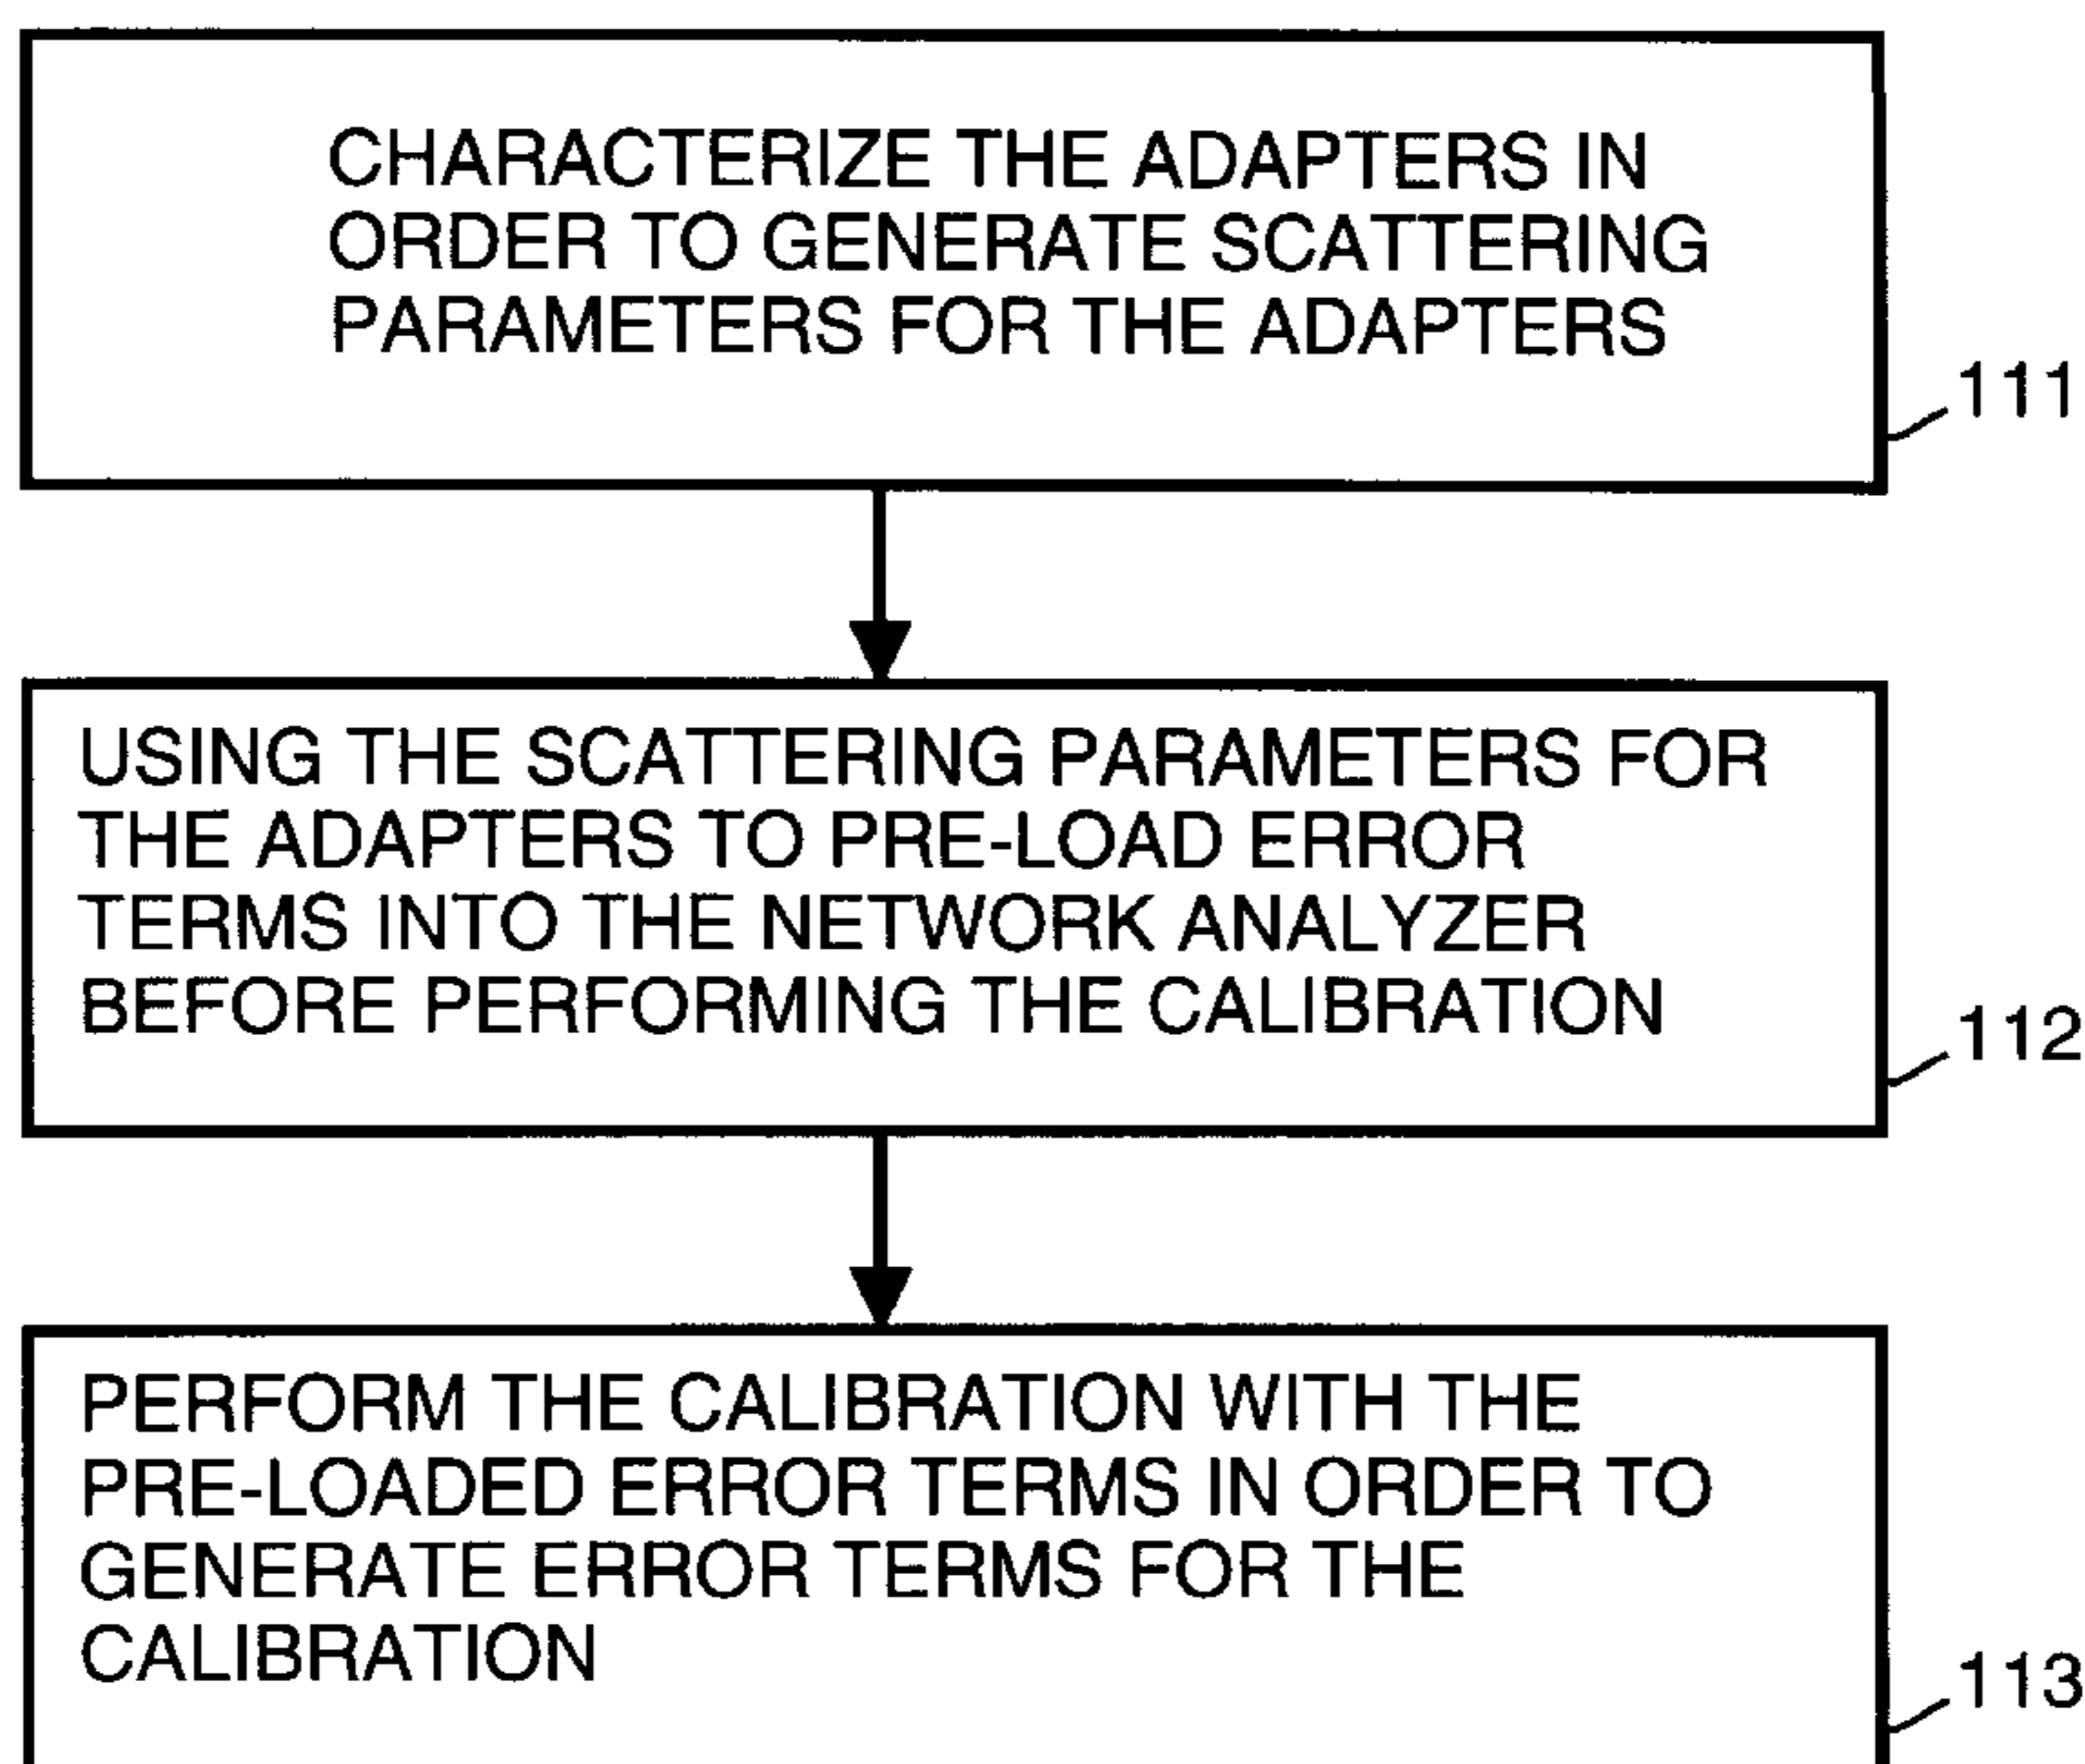 CHARACTERIZE THE ADAPTERS IN
ORDER TO GENERATE SCATTERING
PARAMETERS FOR THE ADAPTERS
111
USING THE SCATTERING PARAMETERS FOR
THE ADAPTERS TO PRE-LOAD ERROR
TERMS INTO THE NETWORK ANALYZER
BEFORE PERFORMING THE CALIBRATION
112
PERFORM THE CALIBRATION WITH THE
PRE-LOADED ERROR TERMS IN ORDER TO
GENERATE ERROR TERMS FOR THE
CALIBRATION
113